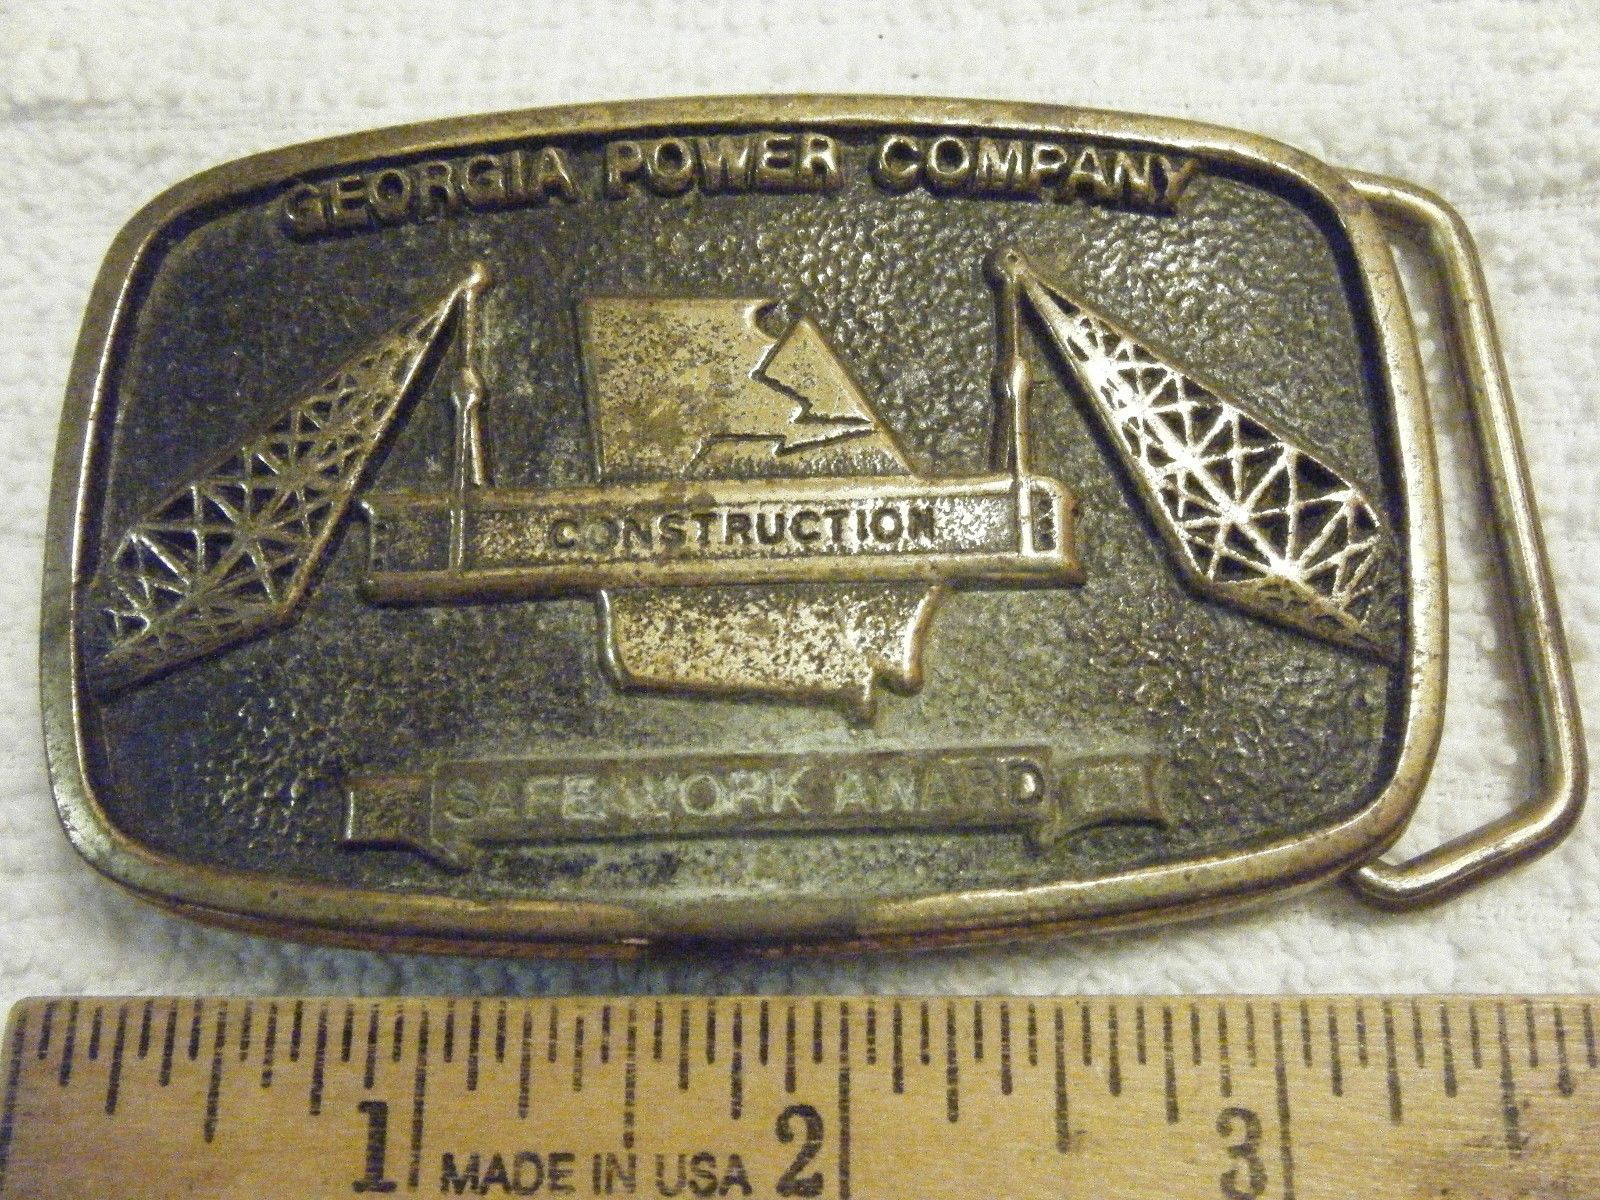 GEORGIA POWER COMPANY
CONSTRUCTION
SAFE WORK AWARD
1 2 3
MADE IN USA